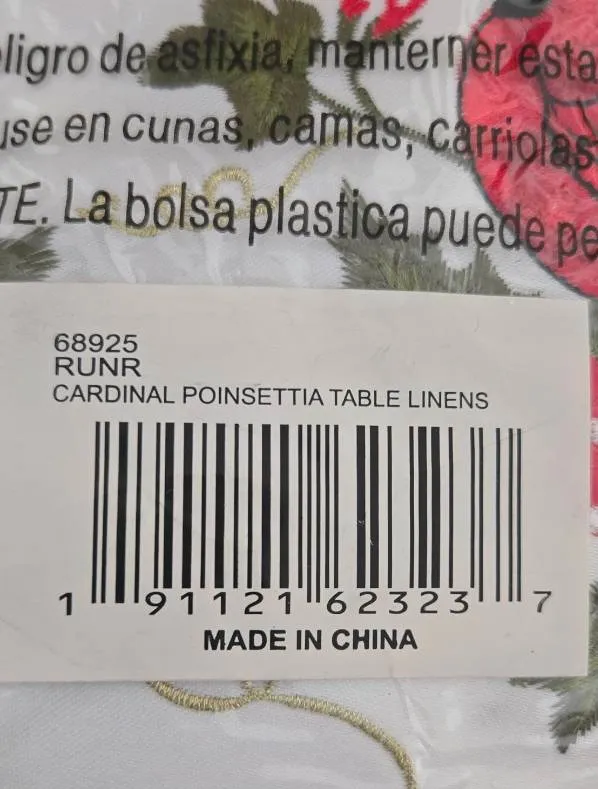 ligro de asfixia, manterner esta
use en cunas, camas, carriolas
TE. La bolsa plastica puede pe
68925
RUNR
CARDINAL POINSETTIA TABLE LINENS
1 91121 62323 7
MADE IN CHINA